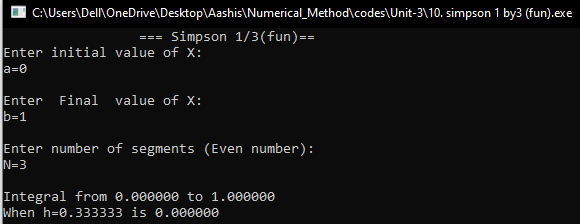 C:\Users\Dell\OneDrive\Desktop\Aashis\Numerical_Method\codes\Unit-3\10. simpson 1 by3 (fun).exe
=== Simpson 1/3(fun)==
Enter initial value of X:
a=0
Enter  Final  value of X:
b=1
Enter number of segments (Even number):
N=3
Integral from 0.000000 to 1.000000
When h=0.333333 is 0.000000